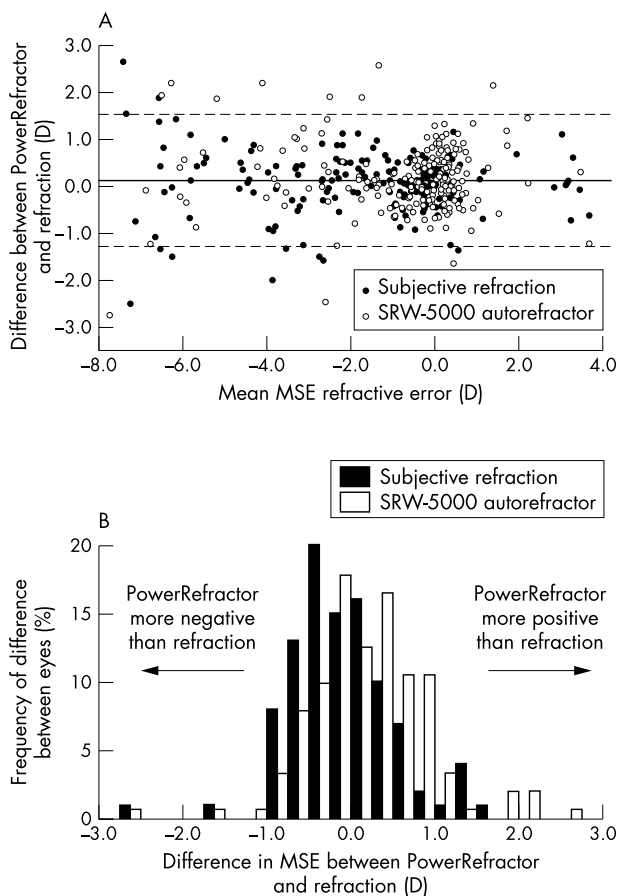 A
Difference between PowerRefractor
and refraction (D)
3.0
2.0
1.0
0.0
−1.0
−2.0
−3.0
Subjective refraction
SRW-5000 autorefractor
−8.0
−6.0
−4.0
−2.0
0.0
2.0
4.0
Mean MSE refractive error (D)
Subjective refraction
SRW-5000 autorefractor
B
Frequency of difference
between eyes (%)
20
15
10
5
0
PowerRefractor
more negative
than refraction
PowerRefractor
more positive
than refraction
−3.0
−2.0
−1.0
0.0
1.0
2.0
3.0
Difference in MSE between PowerRefractor
and refraction (D)